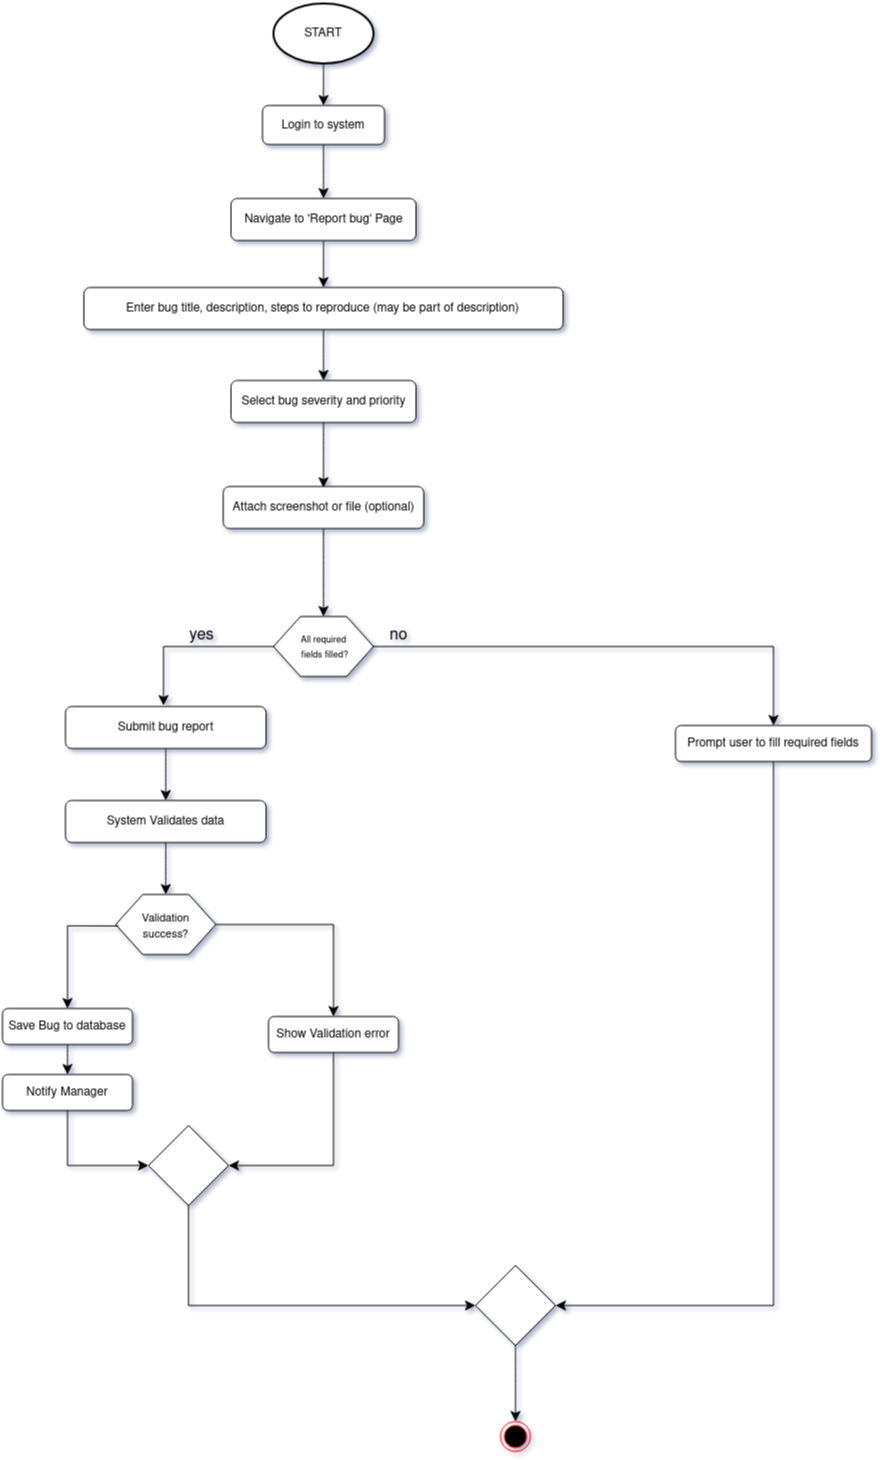 START
Login to system
Navigate to 'Report bug' Page
Enter bug title, description, steps to reproduce (may be part of description)
Select bug severity and priority
Attach screenshot or file (optional)
yes
All required
fields filled?
no
Submit bug report
Prompt user to fill required fields
System Validates data
Validation
success?
Save Bug to database
Show Validation error
Notify Manager